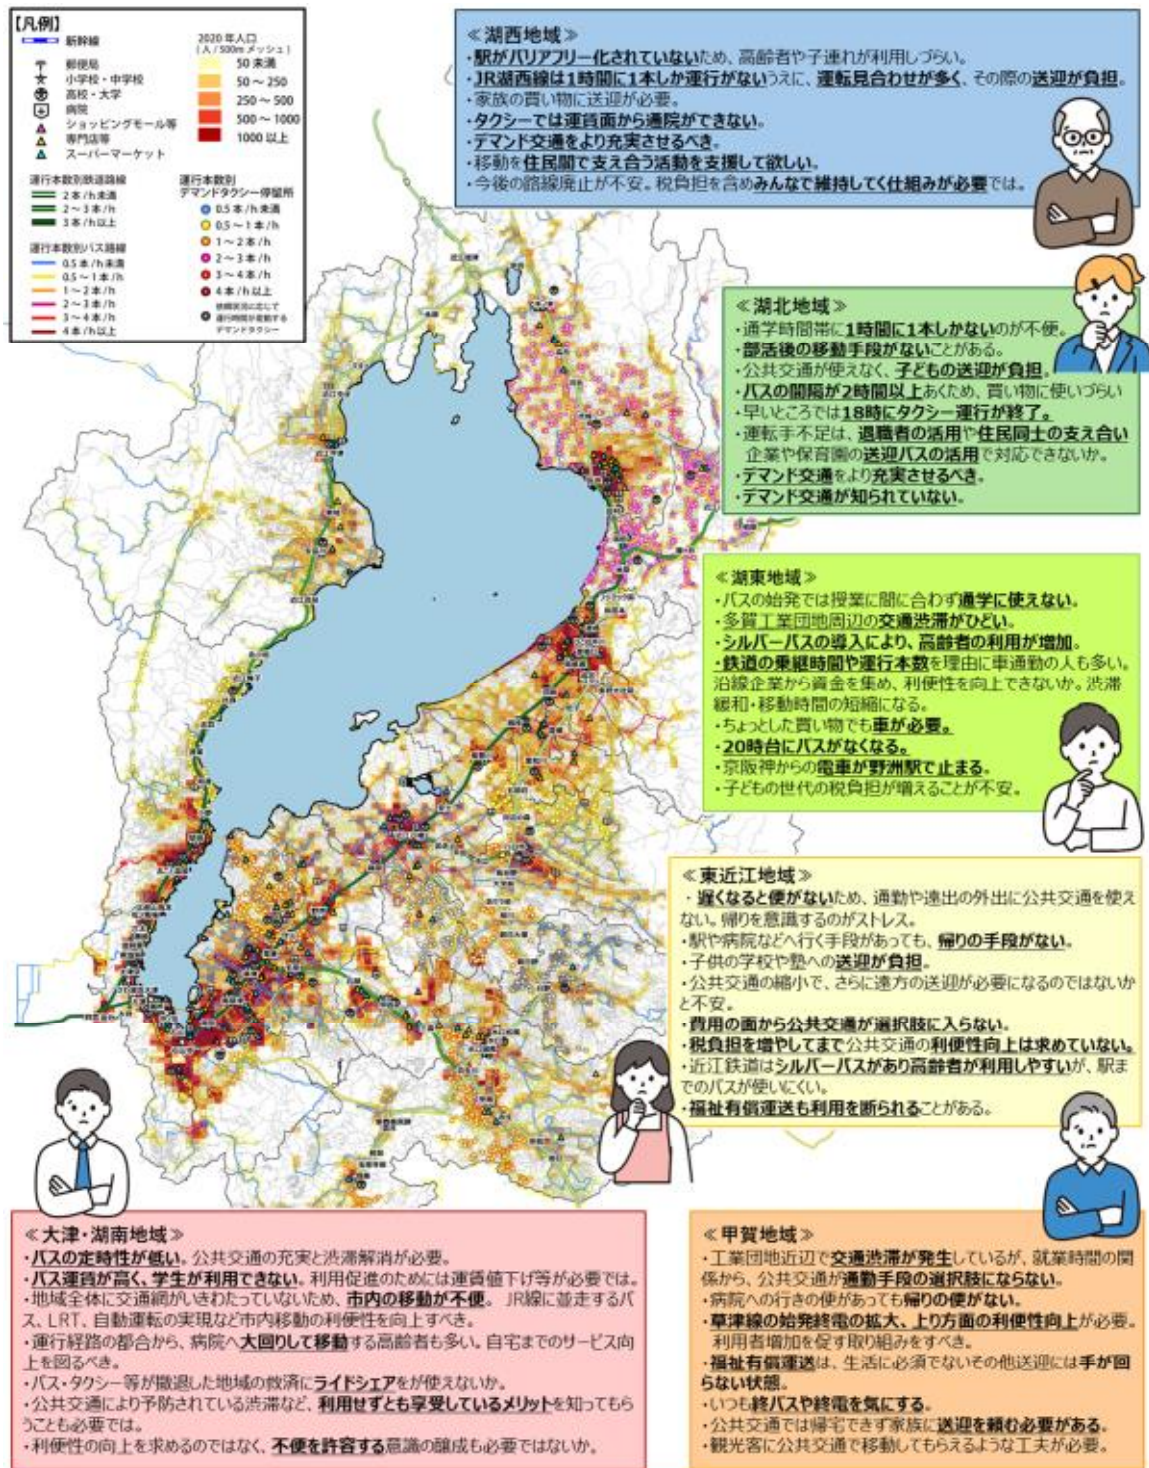 【凡例】
新幹線
郵便局
小学校・中学校
高校・大学
病院
ショッピングモール等
専門店等
スーパーマーケット
2020年人口
(人/500mメッシュ)
50未満
50～250
250～500
500～1000
1000以上
運行本数別鉄道路線
2本/h未満
2～3本/h
3本/h以上
運行本数別バス路線
0.5本/h未満
0.5～1本/h
1～2本/h
2～3本/h
3～4本/h
4本/h以上
運行本数別
デマンドタクシー停留所
0.5本/h未満
0.5～1本/h
1～2本/h
2～3本/h
3～4本/h
4本/h以上
依頼状況に応じて
運行時間が変動する
デマンドタクシー
≪湖西地域≫
・駅がバリアフリー化されていないため、高齢者や子連れが利用しづらい。
・JR湖西線は1時間に1本しか運行がないうえに、運転見合わせが多く、その際の送迎が負担。
・家族の買い物に送迎が必要。
・タクシーでは運賃面から通院ができない。
・デマンド交通をより充実させるべき。
・移動を住民間で支え合う活動を支援して欲しい。
・今後の路線廃止が不安。税負担を含めみんなで維持してく仕組みが必要では。
≪湖北地域≫
・通学時間帯に1時間に1本しかないのが不便。
・部活後の移動手段がないことがある。
・公共交通が使えなく、子どもの送迎が負担。
・バスの間隔が2時間以上あくため、買い物に使いづらい
・早いところでは18時にタクシー運行が終了。
・運転手不足は、退職者の活用や住民同士の支え合い
企業や保育園の送迎バスの活用で対応できないか。
・デマンド交通をより充実させるべき。
・デマンド交通が知られていない。
≪湖東地域≫
・バスの始発では授業に間に合わず通学に使えない。
・多賀工業団地周辺の交通渋滞がひどい。
・シルバーパスの導入により、高齢者の利用が増加。
・鉄道の乗継時間や運行本数を理由に車通勤の人も多い。
沿線企業から資金を集め、利便性を向上できないか。渋滞
緩和・移動時間の短縮になる。
・ちょっとした買い物でも車が必要。
・20時台にバスがなくなる。
・京阪神からの電車が野洲駅で止まる。
・子どもの世代の税負担が増えることが不安。
≪東近江地域≫
・遅くなると便がないため、通勤や遠出の外出に公共交通を使え
ない。帰りを意識するのがストレス。
・駅や病院などへ行く手段があっても、帰りの手段がない。
・子供の学校や塾への送迎が負担。
・公共交通の縮小で、さらに遠方の送迎が必要になるのではないか
と不安。
・費用の面から公共交通が選択肢に入らない。
・税負担を増やしてまで公共交通の利便性向上は求めていない。
・近江鉄道はシルバーパスがあり高齢者が利用しやすいが、駅ま
でのバスが使いにくい。
・福祉有償運送も利用を断られることがある。
≪大津・湖南地域≫
・バスの定時性が低い。公共交通の充実と渋滞解消が必要。
・バス運賃が高く、学生が利用できない。利用促進のためには運賃値下げ等が必要では。
・地域全体に交通網がいきわたっていないため、市内の移動が不便。 JR線に並走するバ
ス、LRT、自動運転の実現など市内移動の利便性を向上すべき。
・運行経路の都合から、病院へ大回りして移動する高齢者も多い。自宅までのサービス向
上を図るべき。
・バス・タクシー等が撤退した地域の救済にライドシェアをが使えないか。
・公共交通により予防されている渋滞など、利用せずとも享受しているメリットを知ってもら
うことも必要では。
・利便性の向上を求めるのではなく、不便を許容する意識の醸成も必要ではないか。
≪甲賀地域≫
・工業団地近辺で交通渋滞が発生しているが、就業時間の関
係から、公共交通が通勤手段の選択肢にならない。
・病院への行きの便があっても帰りの便がない。
・草津線の始発終電の拡大、上り方面の利便性向上が必要。
利用者増加を促す取り組みをすべき。
・福祉有償運送は、生活に必須でないその他送迎には手が回
らない状態。
・いつも終バスや終電を気にする。
・公共交通では帰宅できず家族に送迎を頼む必要がある。
・観光客に公共交通で移動してもらえるような工夫が必要。